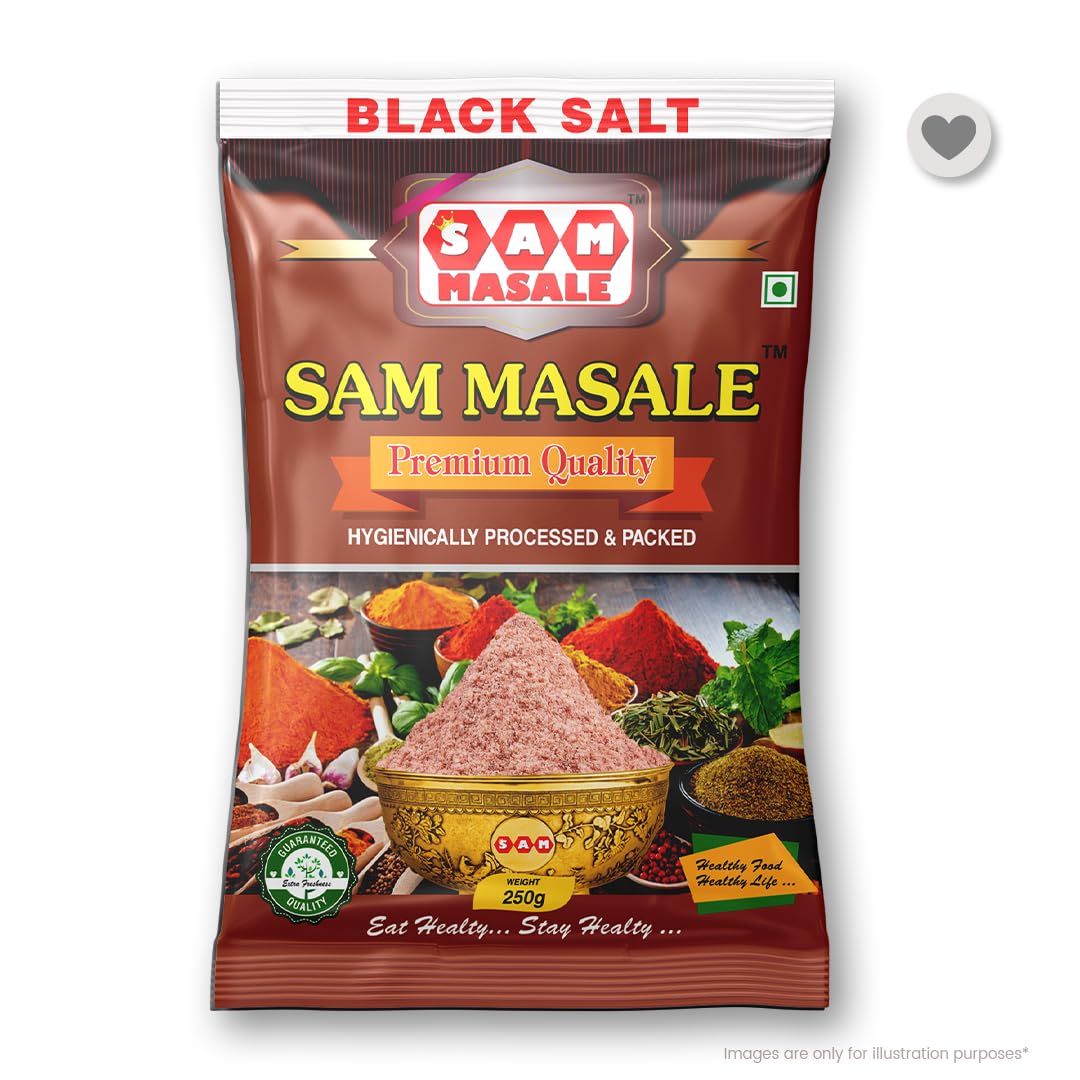 BLACK SALT
SAM
TM
MASALE
SAM MASALE
TM
Premium Quality
HYGIENICALLY PROCESSED & PACKED
SAM
GUARANTEED
Extra Freshness
QUALITY
Healthy Food
Healthy Life ...
WEIGHT
250g
Eat Healty... Stay Healty ...
Images are only for illustration purposes*